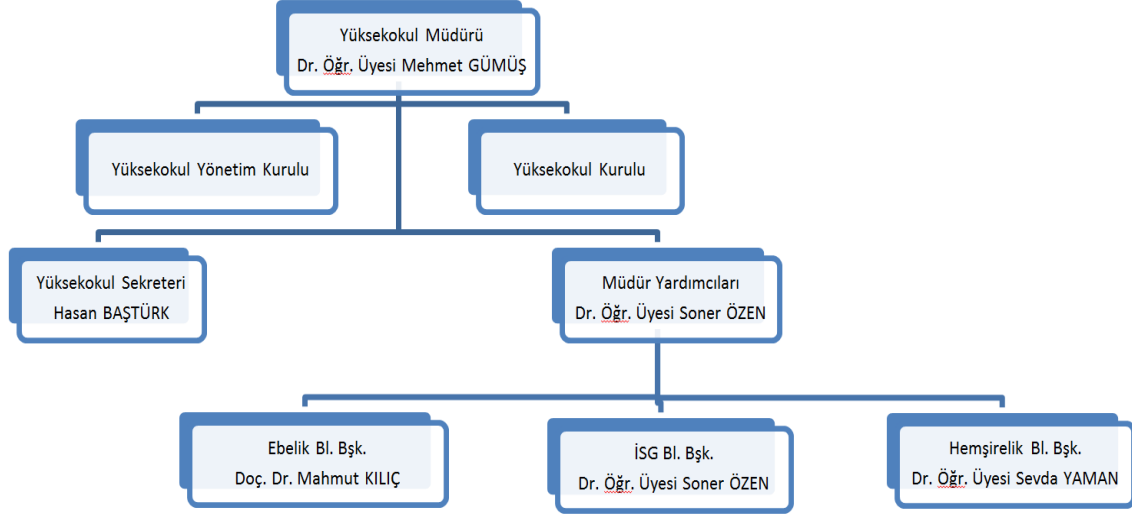 Yüksekokul Müdürü
Dr. Öğr. Üyesi Mehmet GÜMÜŞ
Yüksekokul Yönetim Kurulu
Yüksekokul Kurulu
Yüksekokul Sekreteri
Hasan BAŞTÜRK
Müdür Yardımcıları
Dr. Öğr. Üyesi Soner ÖZEN
Ebelik Bl. Bşk.
Doç. Dr. Mahmut KILIÇ
İSG Bl. Bşk.
Dr. Öğr. Üyesi Soner ÖZEN
Hemşirelik Bl. Bşk.
Dr. Öğr. Üyesi Sevda YAMAN